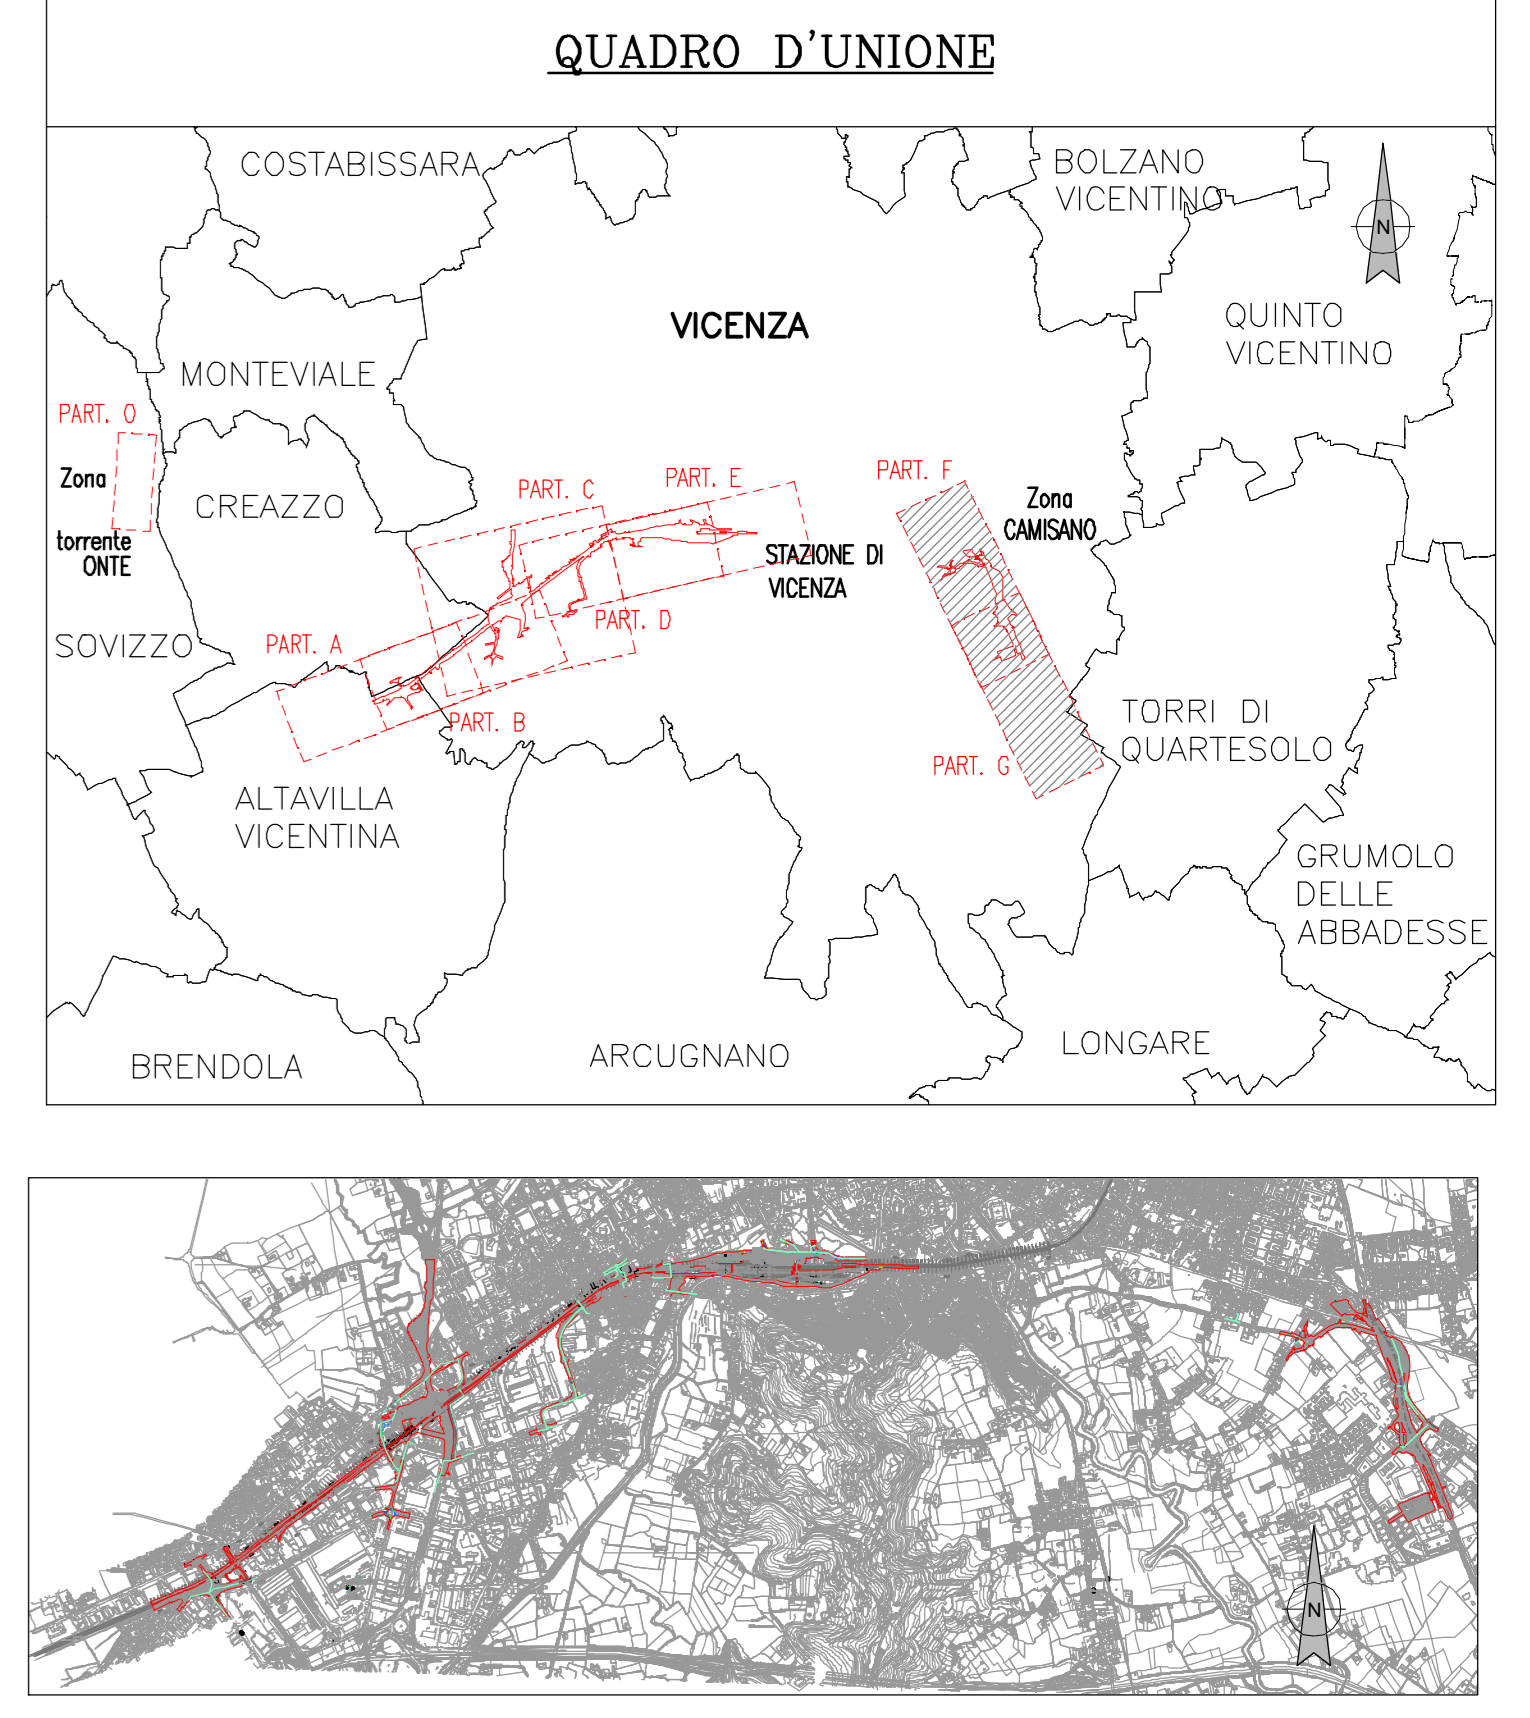 QUADRO D'UNIONE
COSTABISSARA
BOLZANO
VICENTINO
N
VICENZA
QUINTO
VICENTINO
MONTEVIALE
PART. O
Zona
torrente
ONTE
CREAZZO
PART. C
PART. E
PART. F
Zona
CAMISANO
STAZIONE DI
VICENZA
PART. D
SOVIZZO
PART. A
PART. B
PART. G
TORRI DI
QUARTESOLO
ALTAVILLA
VICENTINA
GRUMOLO
DELLE
ABBADESSE
BRENDOLA
ARCUGNANO
LONGARE
N